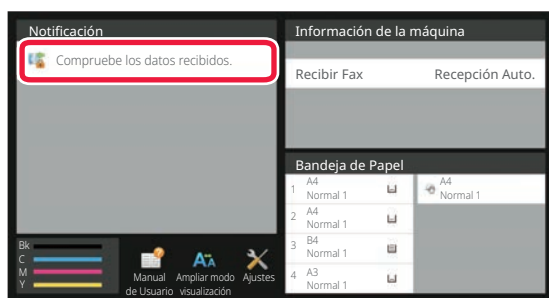 Notificación
Compruebe los datos recibidos.
Información de la máquina
Recibir Fax Recepción Auto.
Bandeja de Papel
1 A4
Normal 1
2 A4
Normal 1
3 B4
Normal 1
4 A3
Normal 1
A4
Normal 1
Bk
C
M
Y
Manual
de Usuario
Ampliar modo
visualización
Ajustes